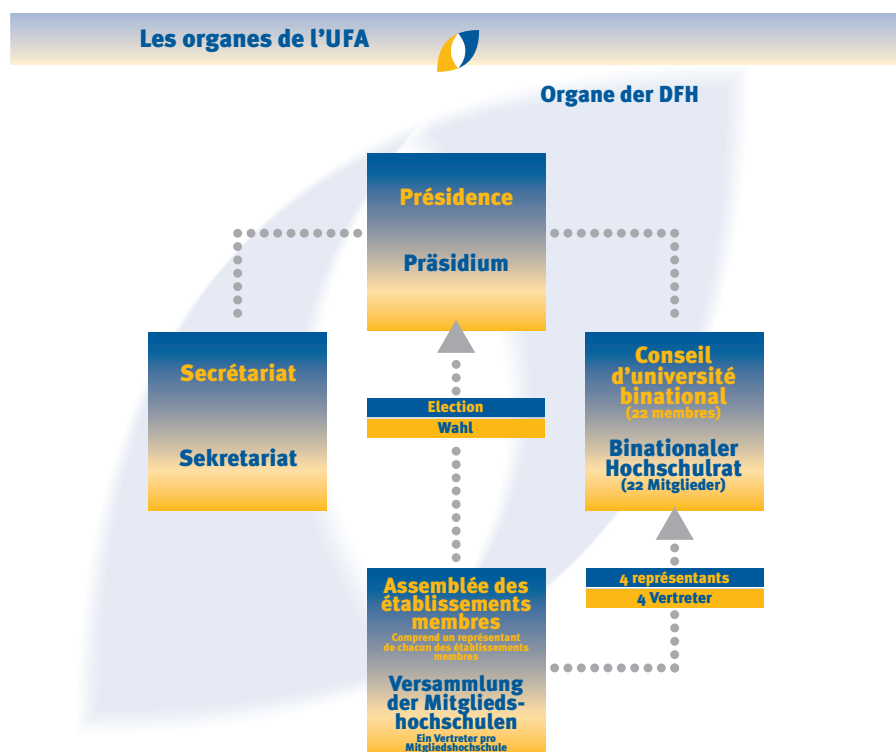 Les organes de l’UFA
Organe der DFH
Présidence
Präsidium
Secrétariat
Sekretariat
Election
Wahl
Conseil
d’université
binational
(22 membres)
Binationaler
Hochschulrat
(22 Mitglieder)
Assemblée des
établissements
membres
Comprend un représentant
de chacun des établissements
membres
Versammlung
der Mitglieds-
hochschulen
Ein Vertreter pro
Mitgliedshochschule
4 représentants
4 Vertreter